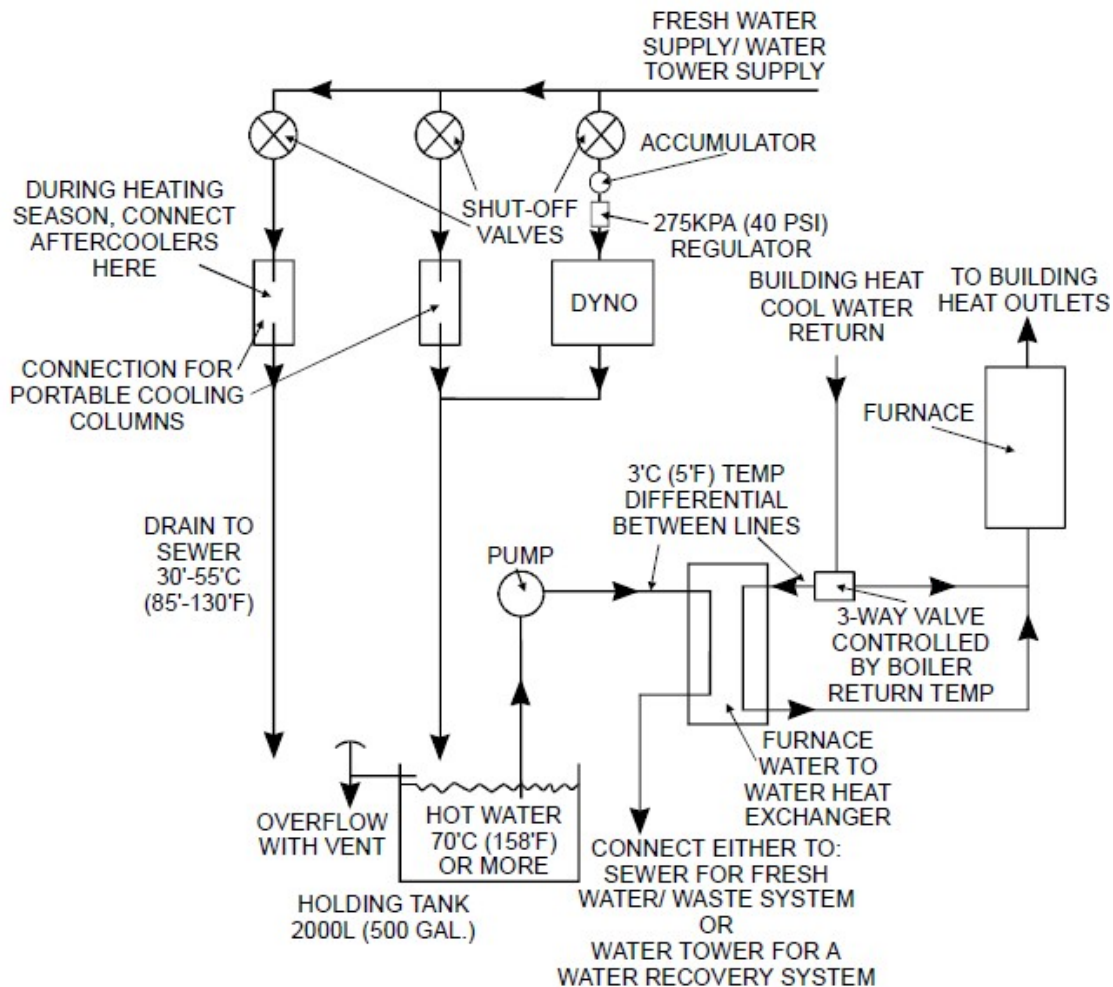 FRESH WATER
SUPPLY/ WATER
TOWER SUPPLY
ACCUMULATOR
DURING HEATING
SEASON, CONNECT
AFTERCOOLERS
HERE
SHUT-OFF
VALVES
275KPA (40 PSI)
REGULATOR
DYNO
BUILDING HEAT
COOL WATER
RETURN
TO BUILDING
HEAT OUTLETS
CONNECTION FOR
PORTABLE COOLING
COLUMNS
FURNACE
3'C (5'F) TEMP
DIFFERENTIAL
BETWEEN LINES
DRAIN TO
SEWER
30'-55'C
(85'-130'F)
PUMP
3-WAY VALVE
CONTROLLED
BY BOILER
RETURN TEMP
FURNACE
WATER TO
WATER HEAT
EXCHANGER
OVERFLOW
WITH VENT
HOT WATER
70'C (158'F)
OR MORE
HOLDING TANK
2000L (500 GAL.)
CONNECT EITHER TO:
SEWER FOR FRESH
WATER/ WASTE SYSTEM
OR
WATER TOWER FOR A
WATER RECOVERY SYSTEM